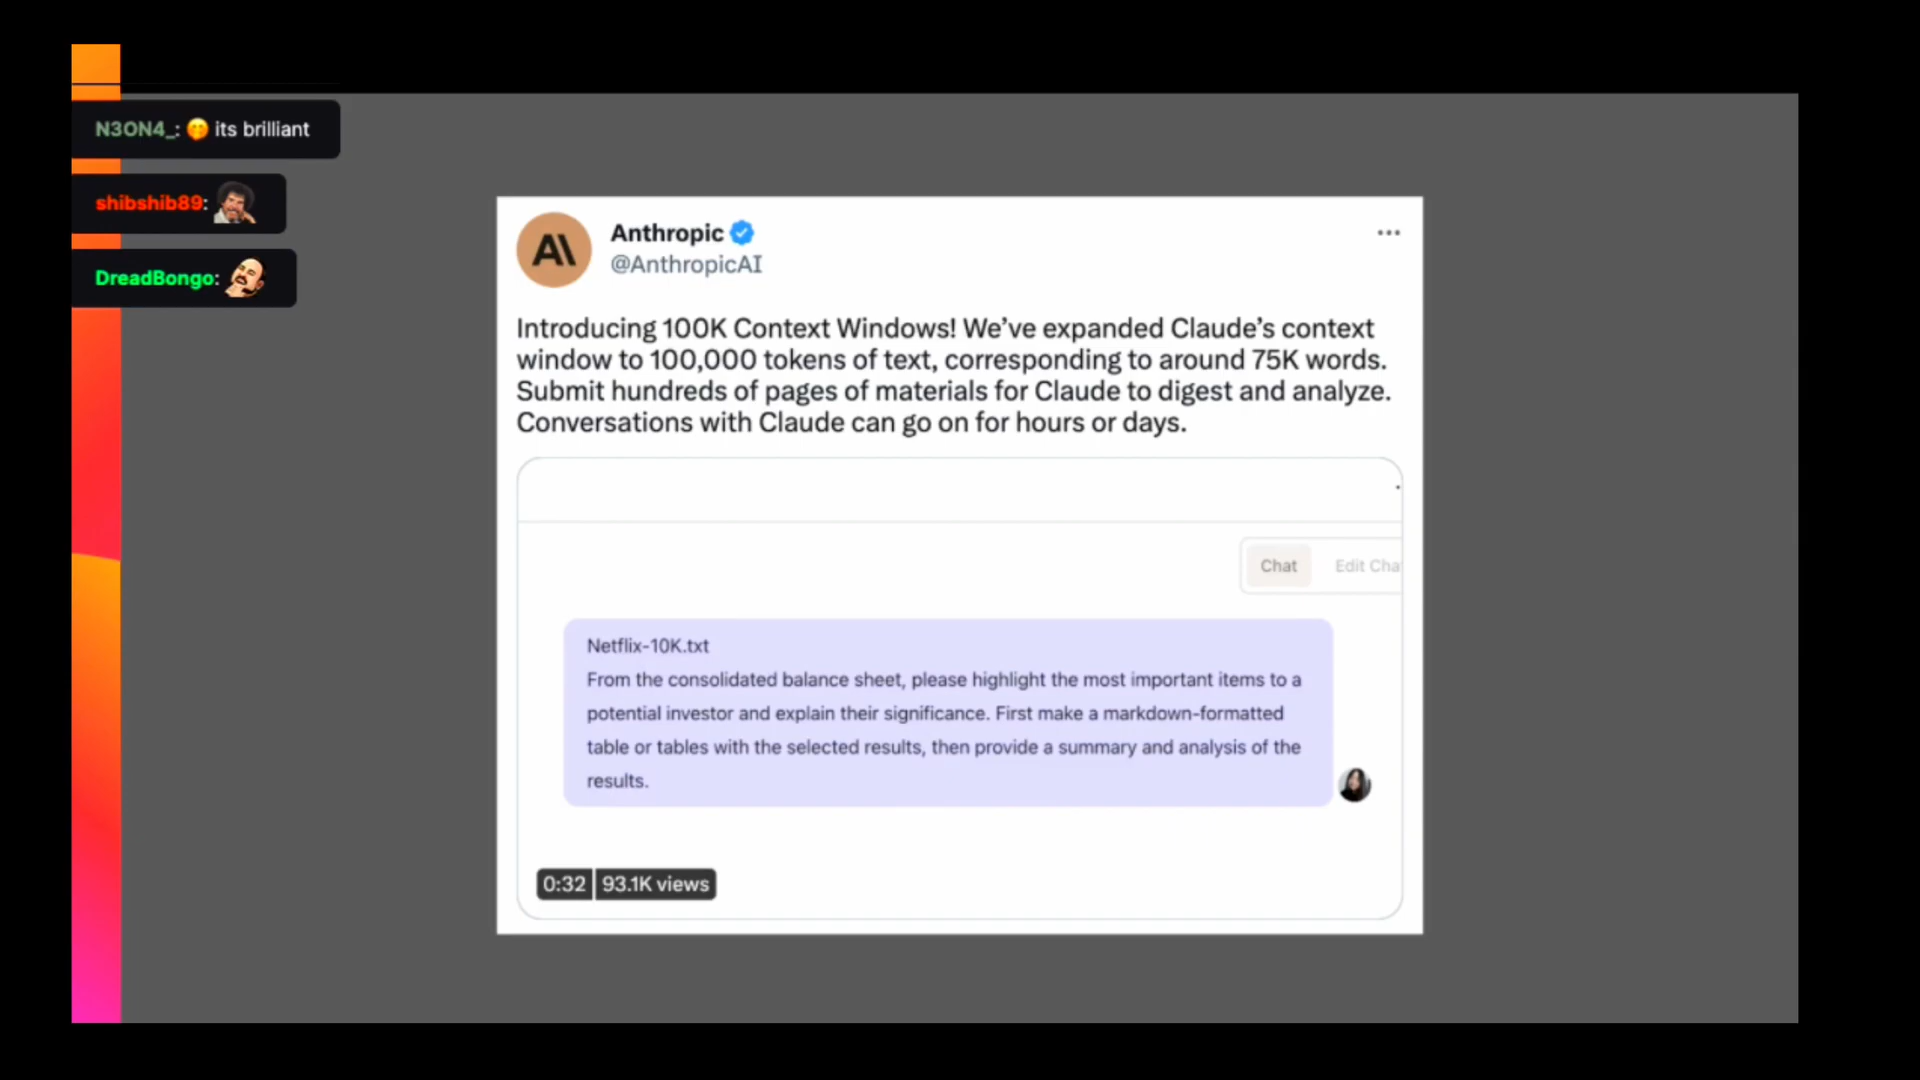 N3ON4_: its brilliant
shibshib89:
DreadBongo:
Anthropic
@AnthropicAI
Introducing 100K Context Windows! We’ve expanded Claude’s context
window to 100,000 tokens of text, corresponding to around 75K words.
Submit hundreds of pages of materials for Claude to digest and analyze.
Conversations with Claude can go on for hours or days.
Chat Edit Cha
Netflix-10K.txt
From the consolidated balance sheet, please highlight the most important items to a
potential investor and explain their significance. First make a markdown-formatted
table or tables with the selected results, then provide a summary and analysis of the
results.
0:32 93.1K views